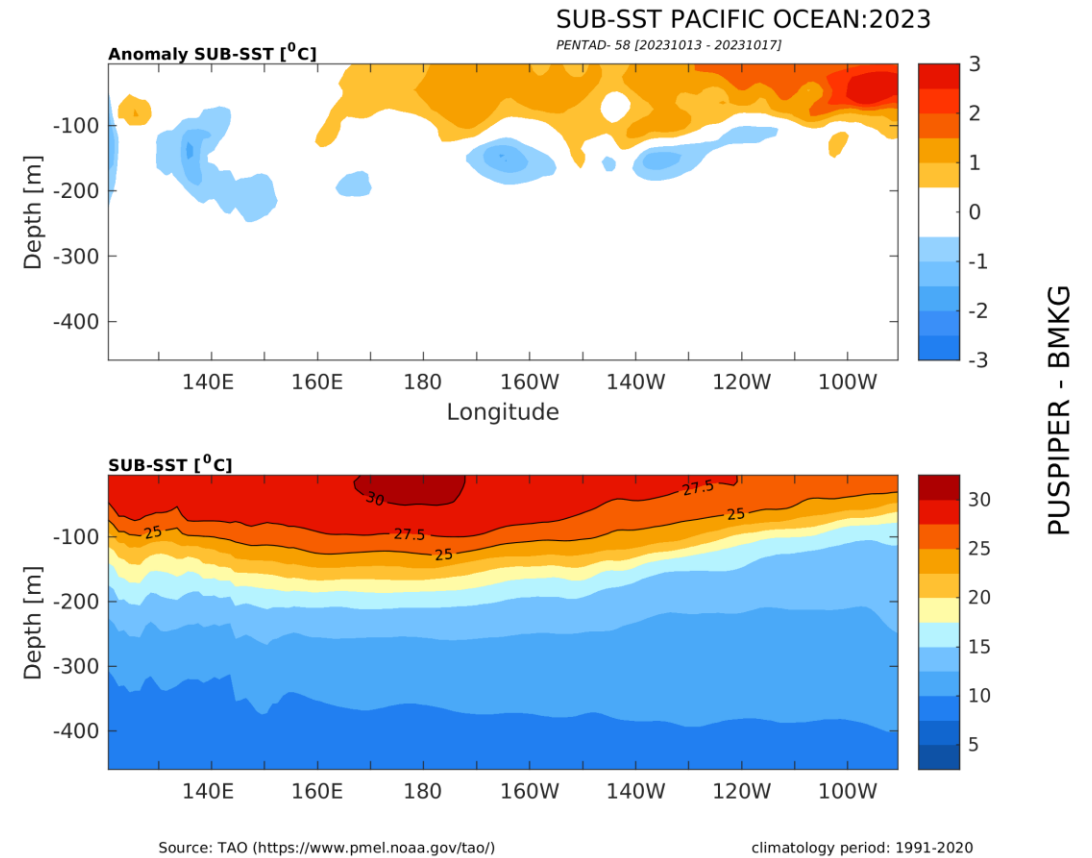 SUB-SST PACIFIC OCEAN:2023
PENTAD- 58 [20231013 - 20231017]
Anomaly SUB-SST [⁰C]
-100
-200
-300
-400
Depth [m]
140E 160E 180 160W 140W 120W 100W
Longitude
3
2
1
0
-1
-2
-3
PUSPIPER - BMKG
SUB-SST [⁰C]
30
27.5
25
27.5
25
25
-100
-200
-300
-400
Depth [m]
140E 160E 180 160W 140W 120W 100W
30
25
20
15
10
5
Source: TAO (https://www.pmel.noaa.gov/tao/)
climatology period: 1991-2020